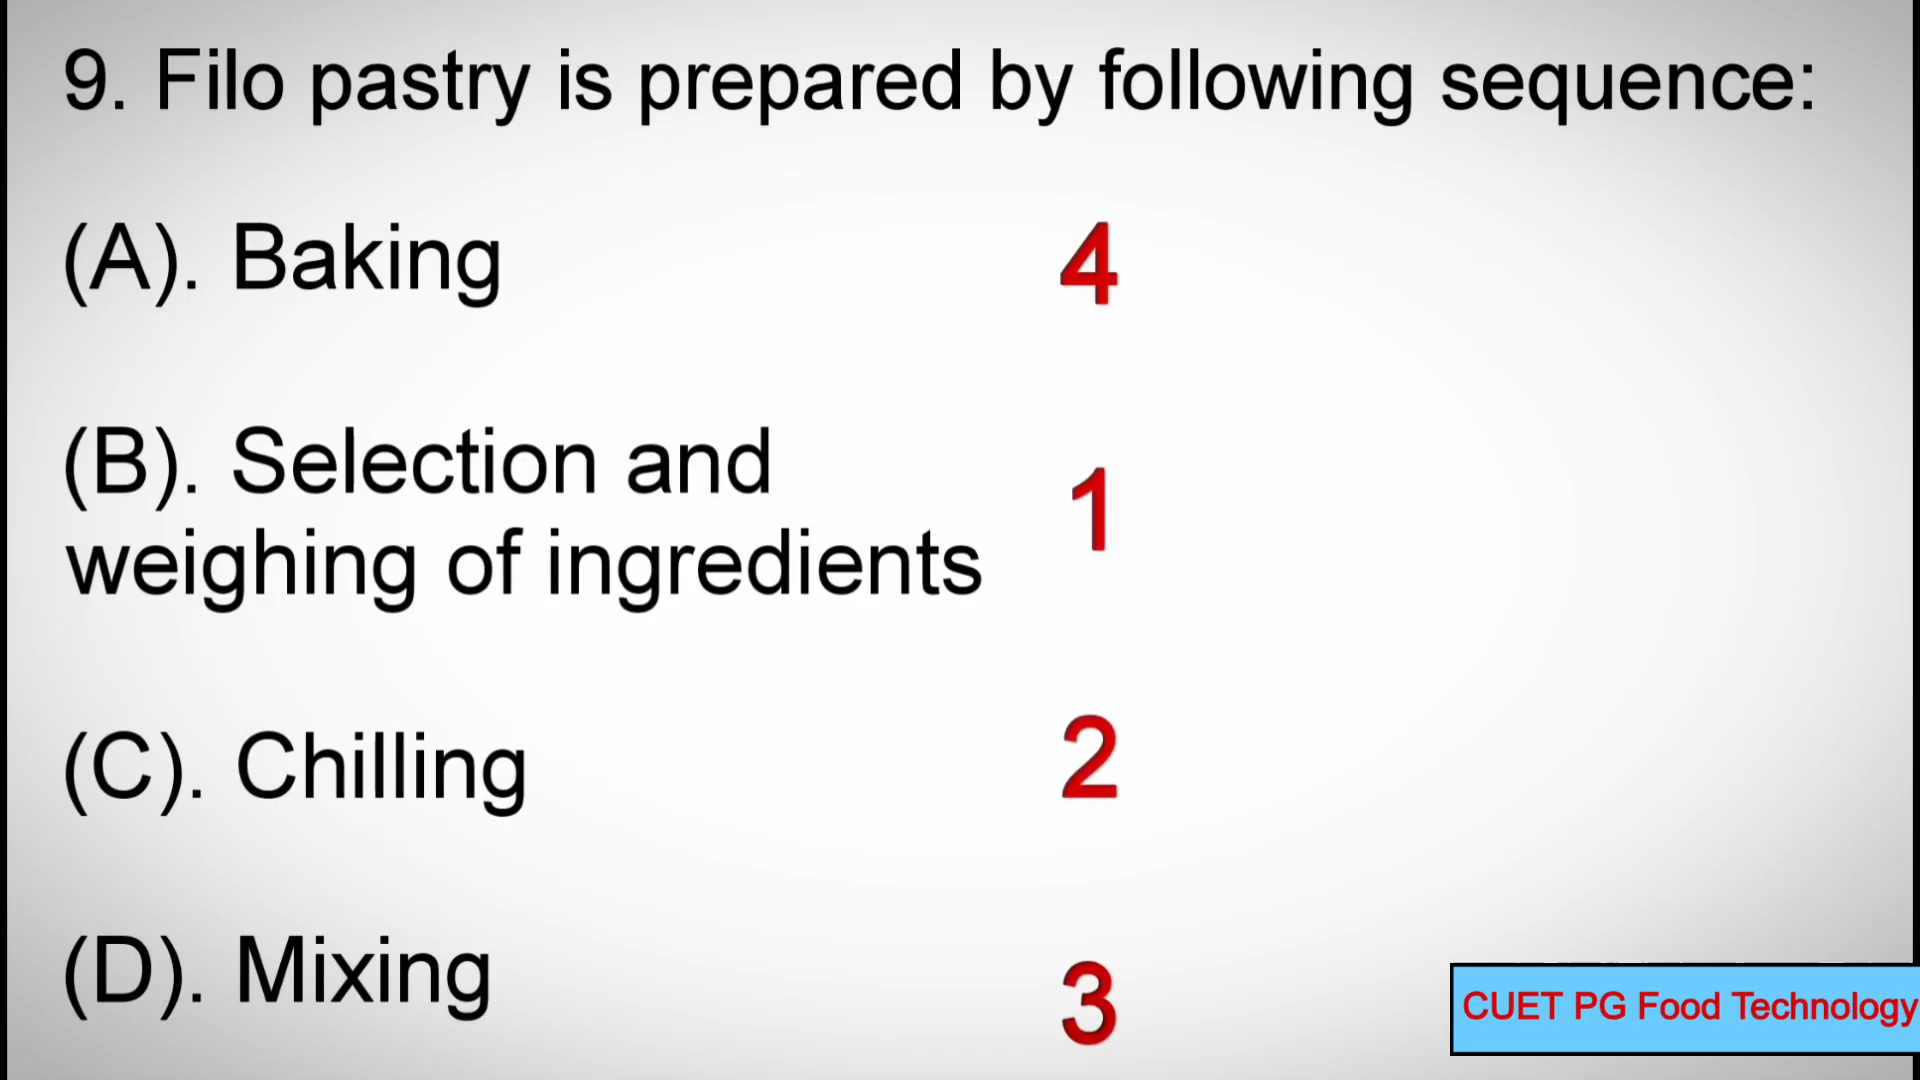 9. Filo pastry is prepared by following sequence:
(A). Baking 4
(B). Selection and
weighing of ingredients 1
(C). Chilling 2
(D). Mixing 3
CUET PG Food Technology